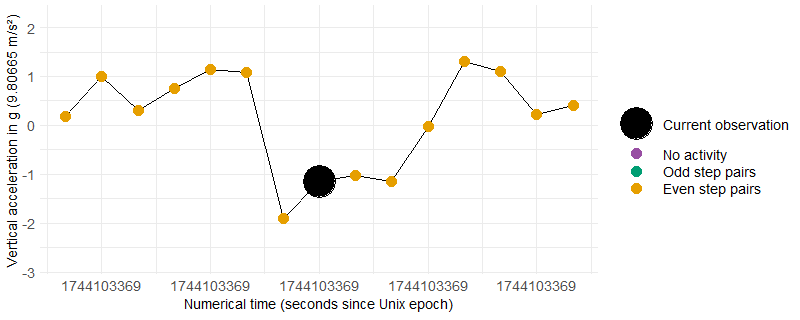 Vertical acceleration in g (9.80665 m/s²)
2
1
0
-1
-2
-3
1744103369 1744103369 1744103369 1744103369 1744103369
Numerical time (seconds since Unix epoch)
Current observation
No activity
Odd step pairs
Even step pairs